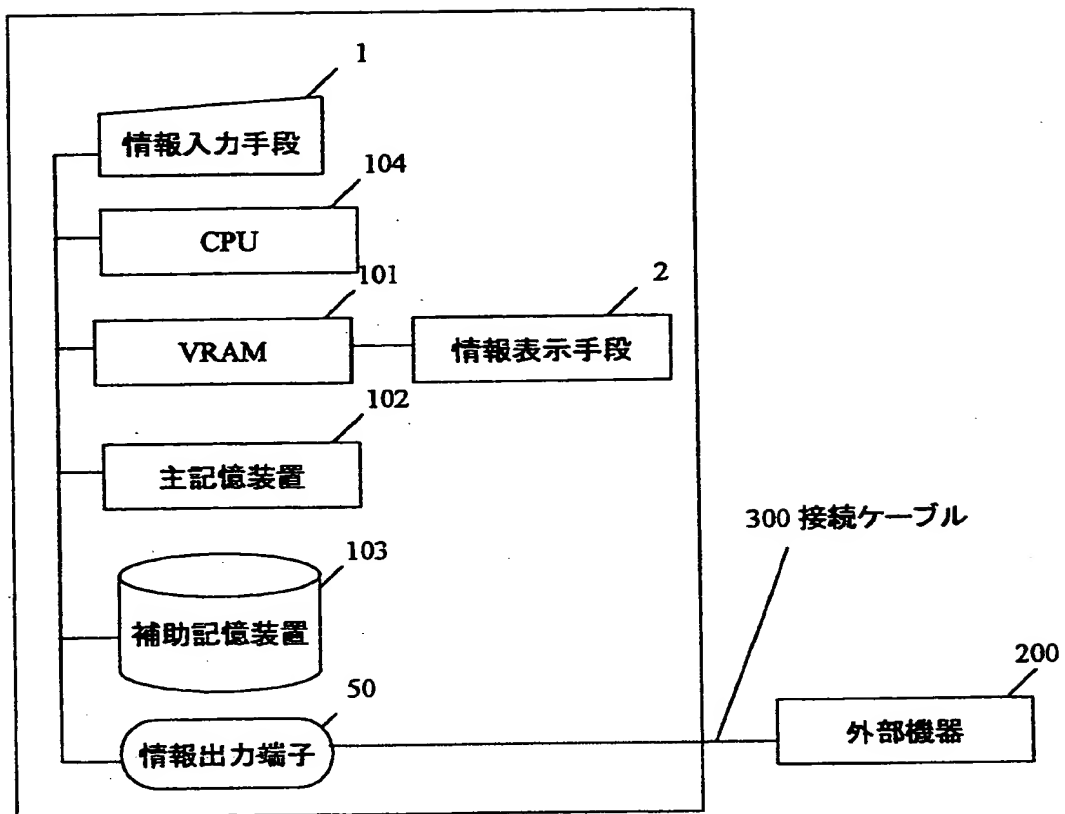 1
情報入力手段
104
CPU
101
VRAM
2
情報表示手段
102
主記憶装置
300 接続ケーブル
103
補助記憶装置
200
外部機器
50
情報出力端子